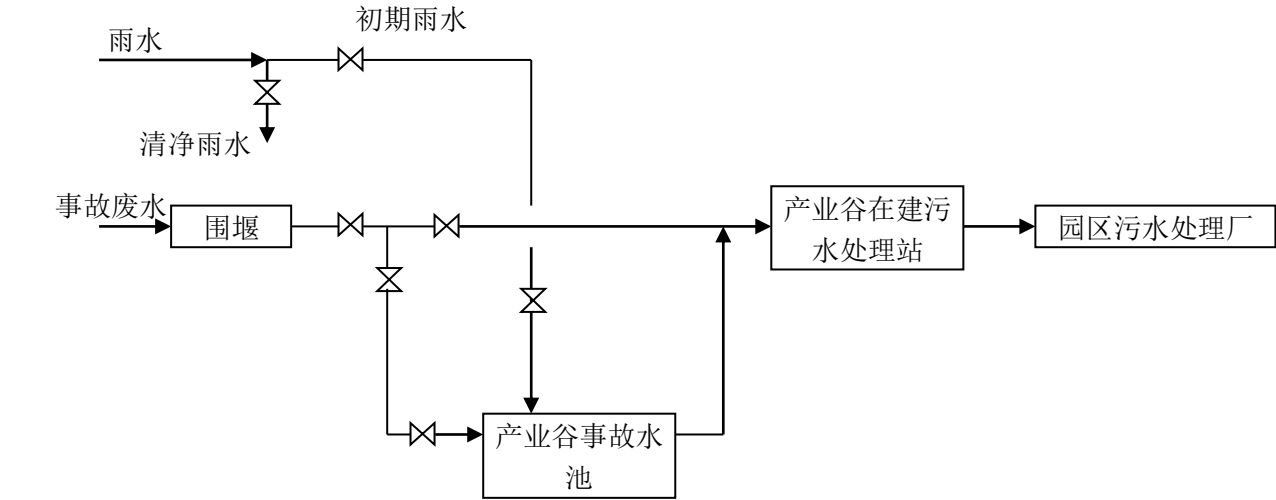 初期雨水
雨水
清净雨水
事故废水
围堰
产业谷在建污
水处理站
园区污水处理厂
产业谷事故水
池